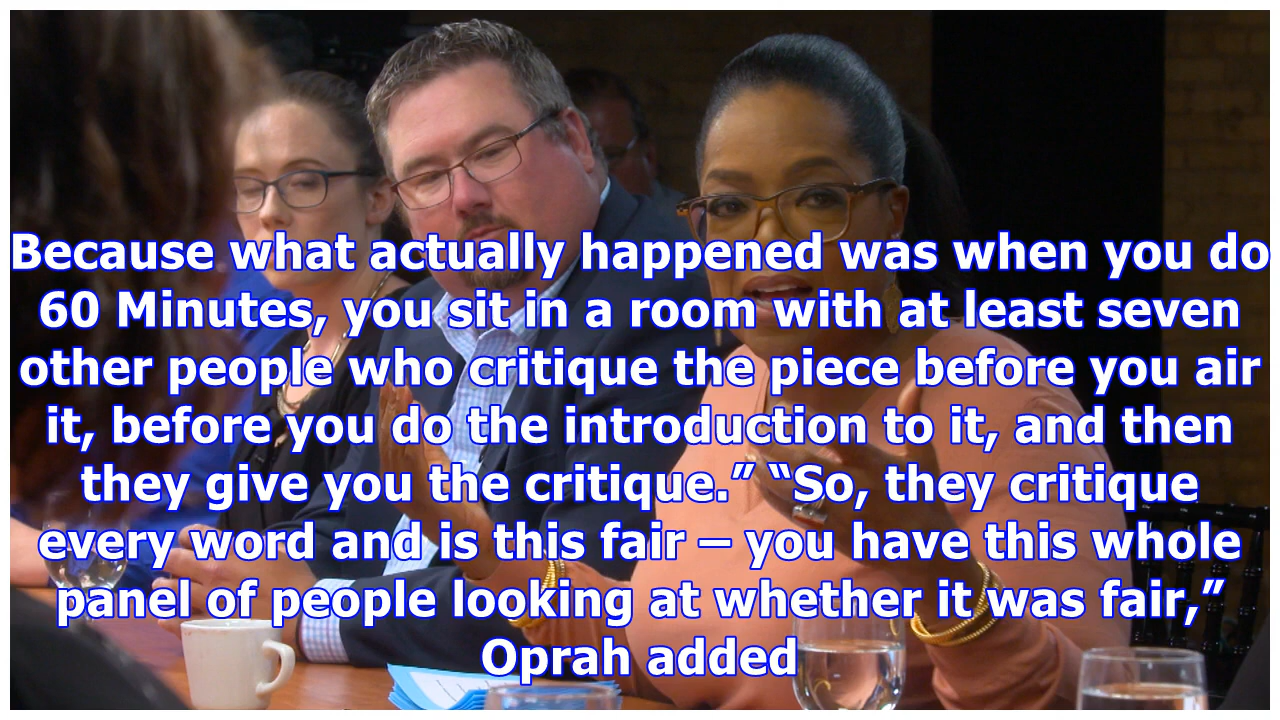 Because what actually happened was when you do
60 Minutes, you sit in a room with at least seven
other people who critique the piece before you air
it, before you do the introduction to it, and then
they give you the critique.” “So, they critique
every word and is this fair – you have this whole
panel of people looking at whether it was fair,”
Oprah added